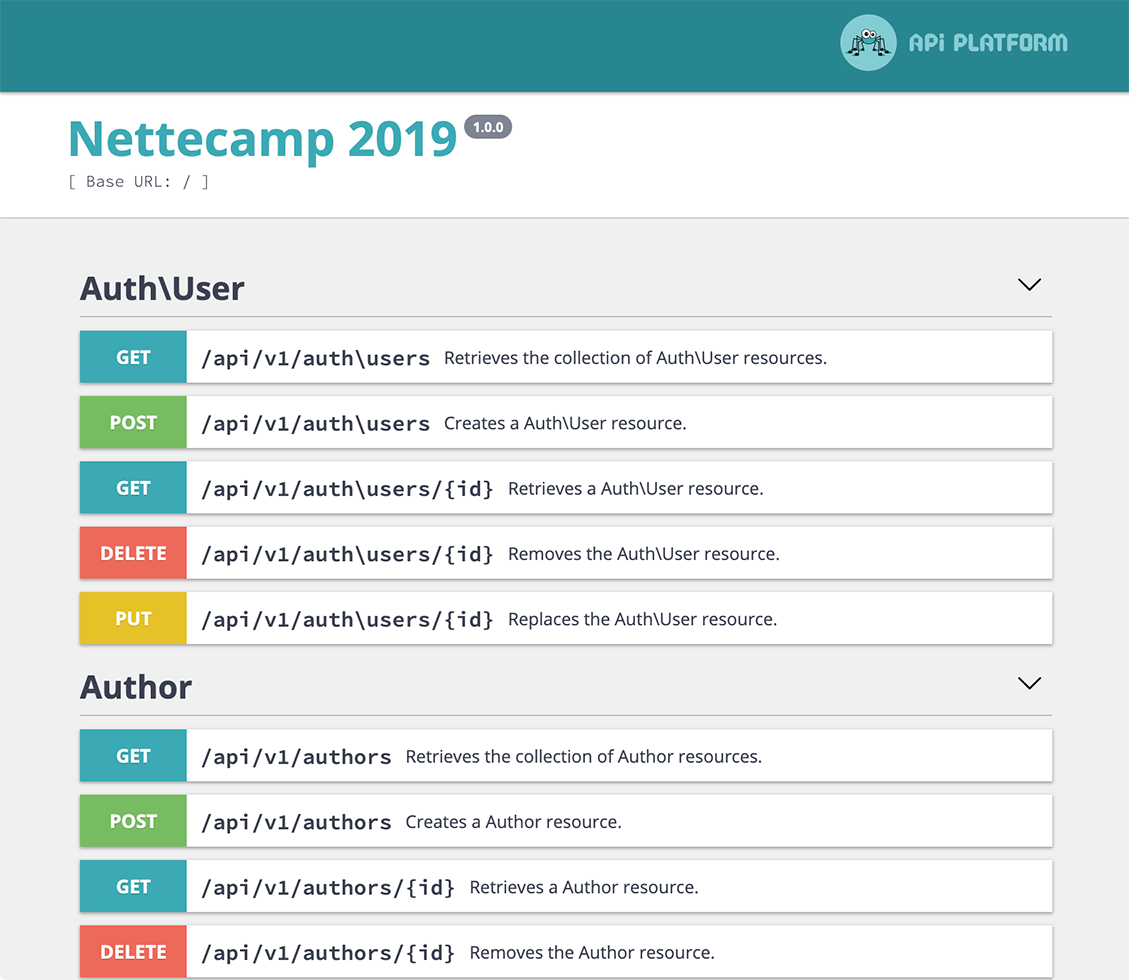 APi PLATFORM
Nettecamp 2019 1.0.0
[ Base URL: / ]
Auth\User
GET /api/v1/auth\users Retrieves the collection of Auth\User resources.
POST /api/v1/auth\users Creates a Auth\User resource.
GET /api/v1/auth\users/{id} Retrieves a Auth\User resource.
DELETE /api/v1/auth\users/{id} Removes the Auth\User resource.
PUT /api/v1/auth\users/{id} Replaces the Auth\User resource.
Author
GET /api/v1/authors Retrieves the collection of Author resources.
POST /api/v1/authors Creates a Author resource.
GET /api/v1/authors/{id} Retrieves a Author resource.
DELETE /api/v1/authors/{id} Removes the Author resource.